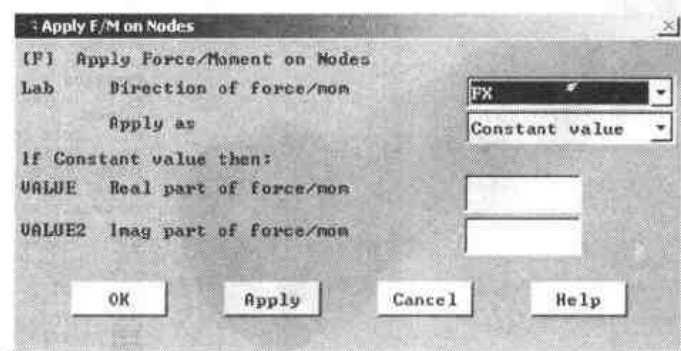 Apply F/M on Nodes
[F] Apply Force/Moment on Nodes
Lab Direction of force/mom FX
Apply as Constant value
If Constant value then:
VALUE Real part of force/mom
VALUE2 Imag part of force/mom
OK Apply Cancel Help